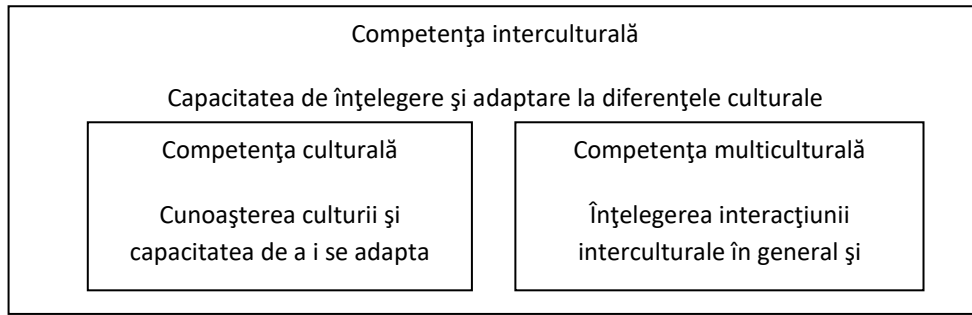 Competenţa interculturală
Capacitatea de înţelegere şi adaptare la diferenţele culturale
Competenţa culturală
Cunoaşterea culturii şi
capacitatea de a i se adapta
Competenţa multiculturală
Înţelegerea interacţiunii
interculturale în general şi